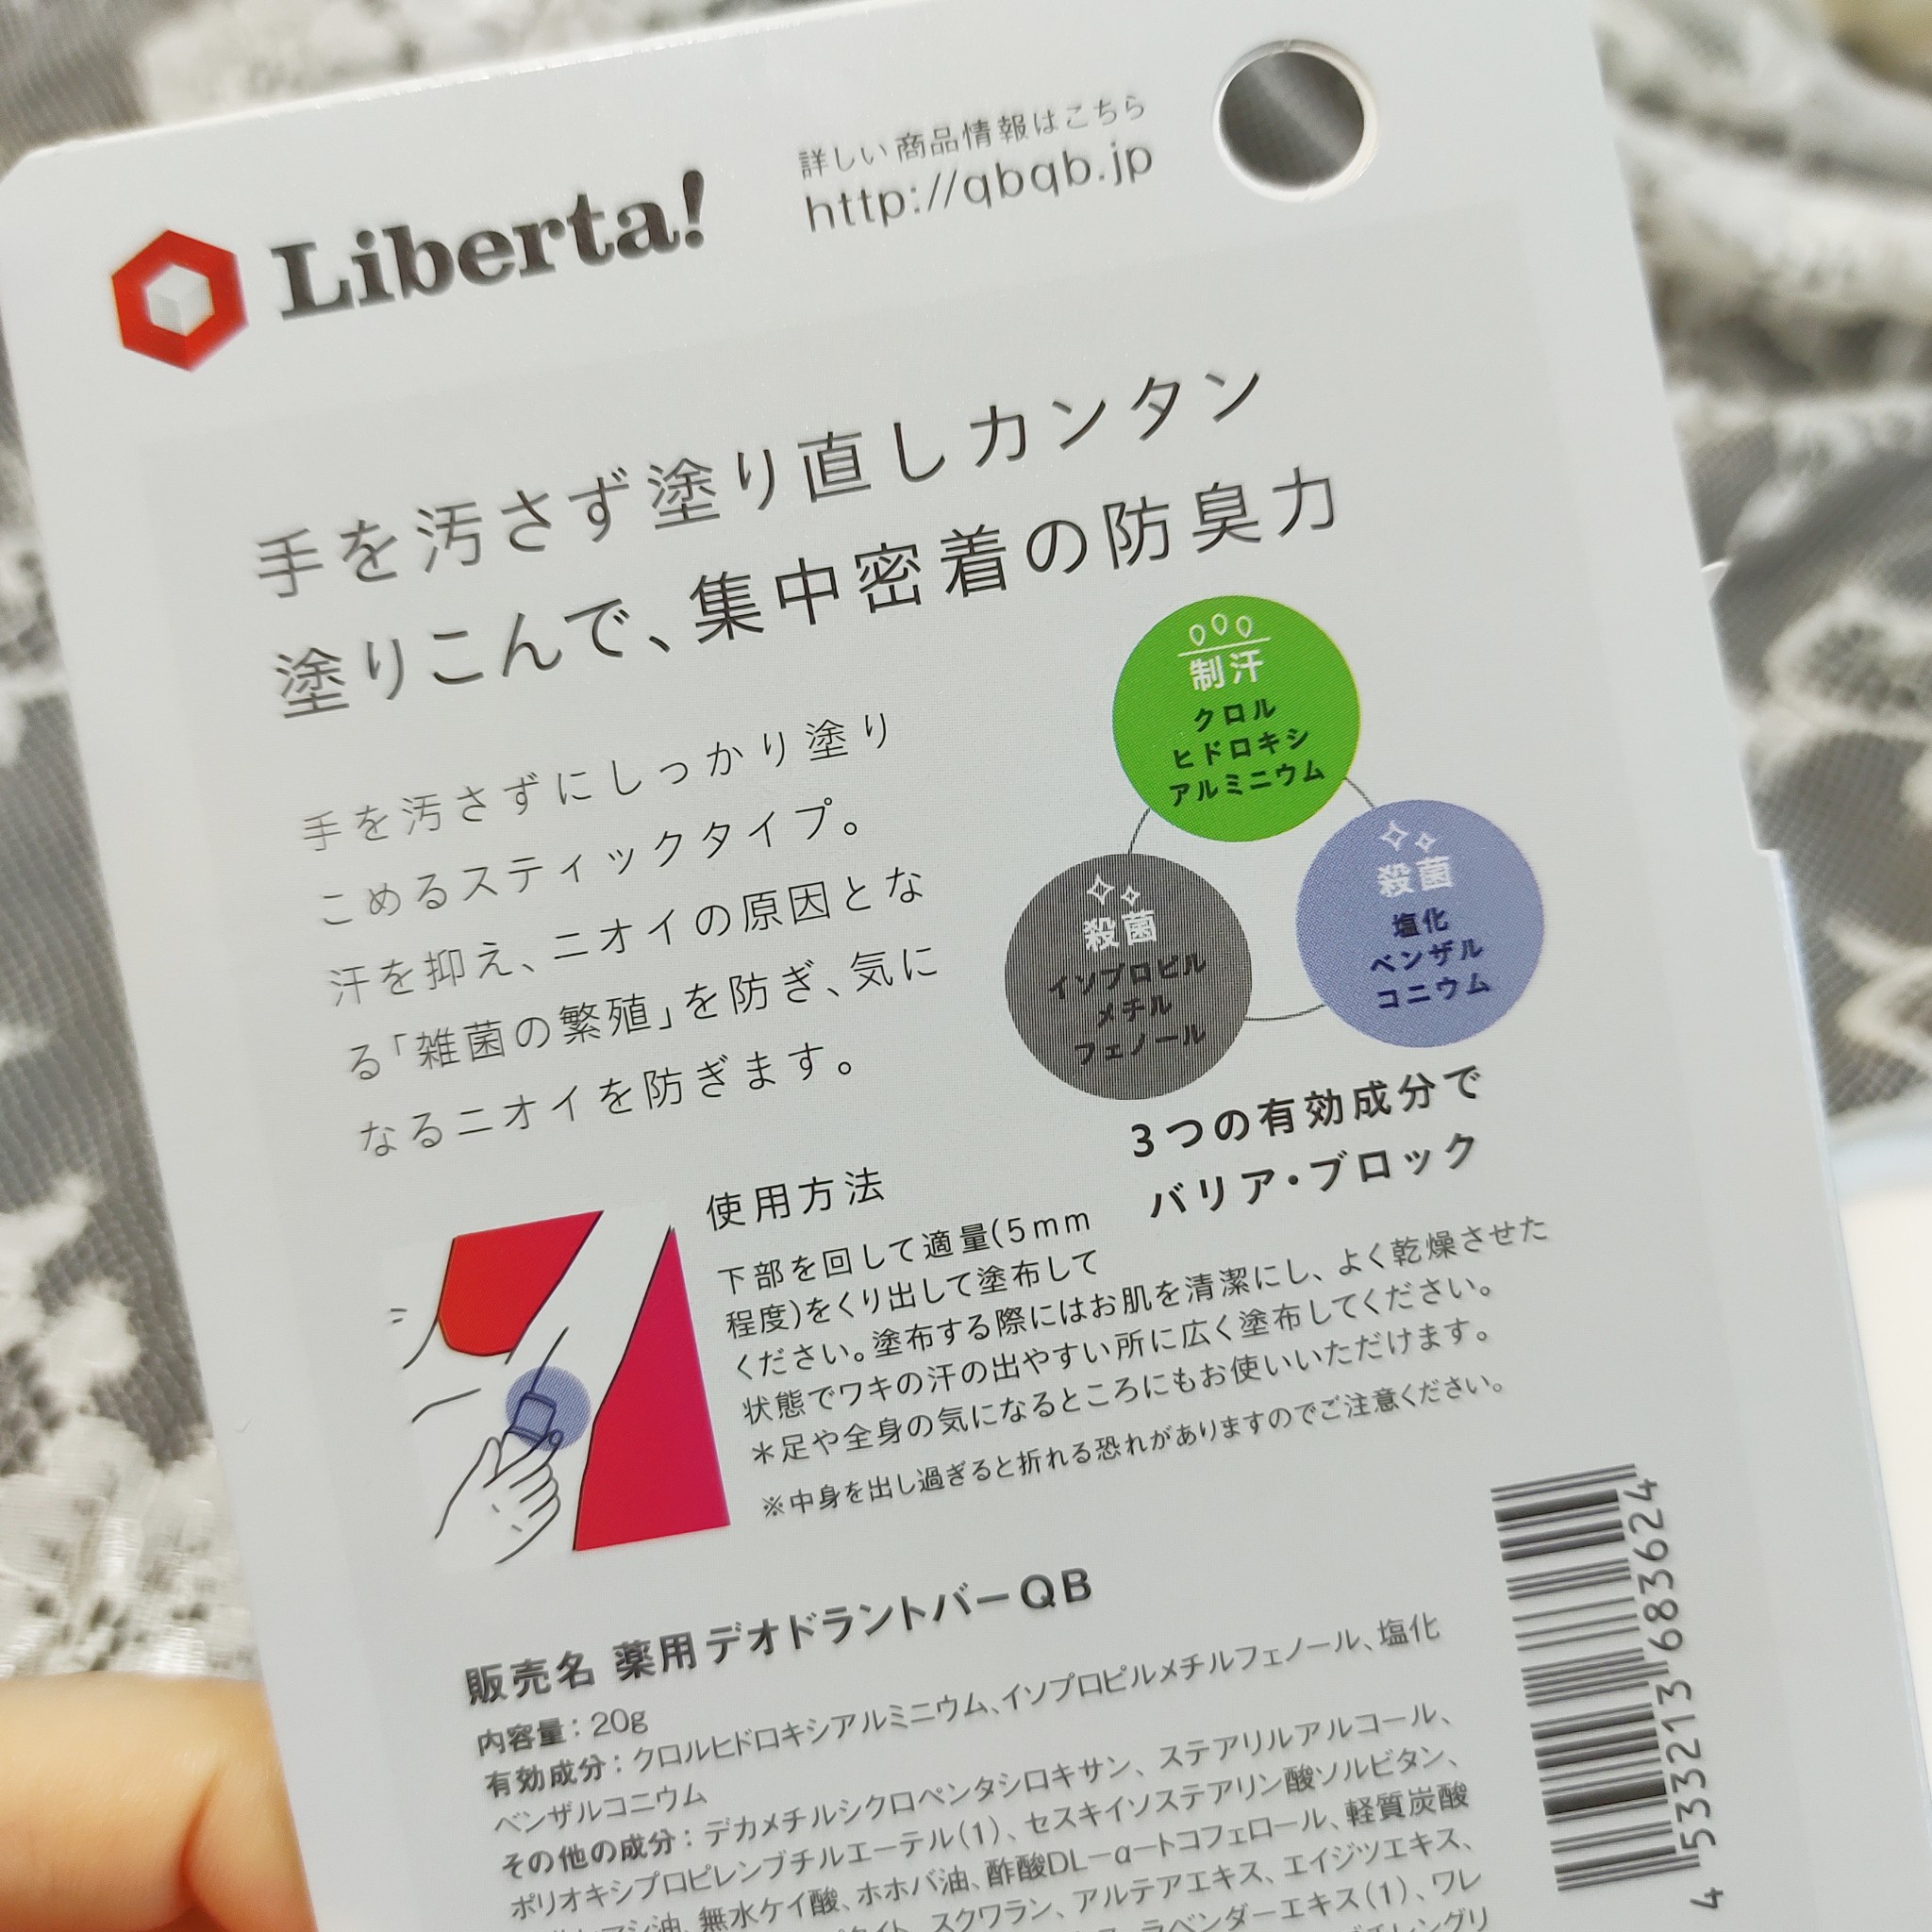 Liberta!
詳しい商品情報はこちら
http://qbqb.jp
手を汚さず塗り直しカンタン
塗りこんで、集中密着の防臭力
手を汚さずにしっかり塗り
こめるスティックタイプ。
汗を抑え、ニオイの原因とな
る「雑菌の繁殖」を防ぎ、気に
なるニオイを防ぎます。
制汗
クロル
ヒドロキシ
アルミニウム
殺菌
イソプロピル
メチル
フェノール
殺菌
塩化
ベンザル
コニウム
3つの有効成分で
バリア・ブロック
使用方法
下部を回して適量(5mm
程度)をくり出して塗布して
ください。塗布する際にはお肌を清潔にし、よく乾燥させた
状態でワキの汗の出やすい所に広く塗布してください。
＊足や全身の気になるところにもお使いいただけます。
※中身を出し過ぎると折れる恐れがありますのでご注意ください。
販売名 薬用デオドラントバーQB
内容量：20g
有効成分：クロルヒドロキシアルミニウム、イソプロピルメチルフェノール、塩化
ベンザルコニウム
その他の成分：デカメチルシクロペンタシロキサン、ステアリルアルコール、
ポリオキシプロピレンブチルエーテル(1)、セスキイソステアリン酸ソルビタン、
マシ油、無水ケイ酸、ホホバ油、酢酸DL－α－トコフェロール、軽質炭酸
スクワラン、アルテアエキス、エイジツエキス、
ラベンダーエキス(1)、ワレ
4 533213 683624